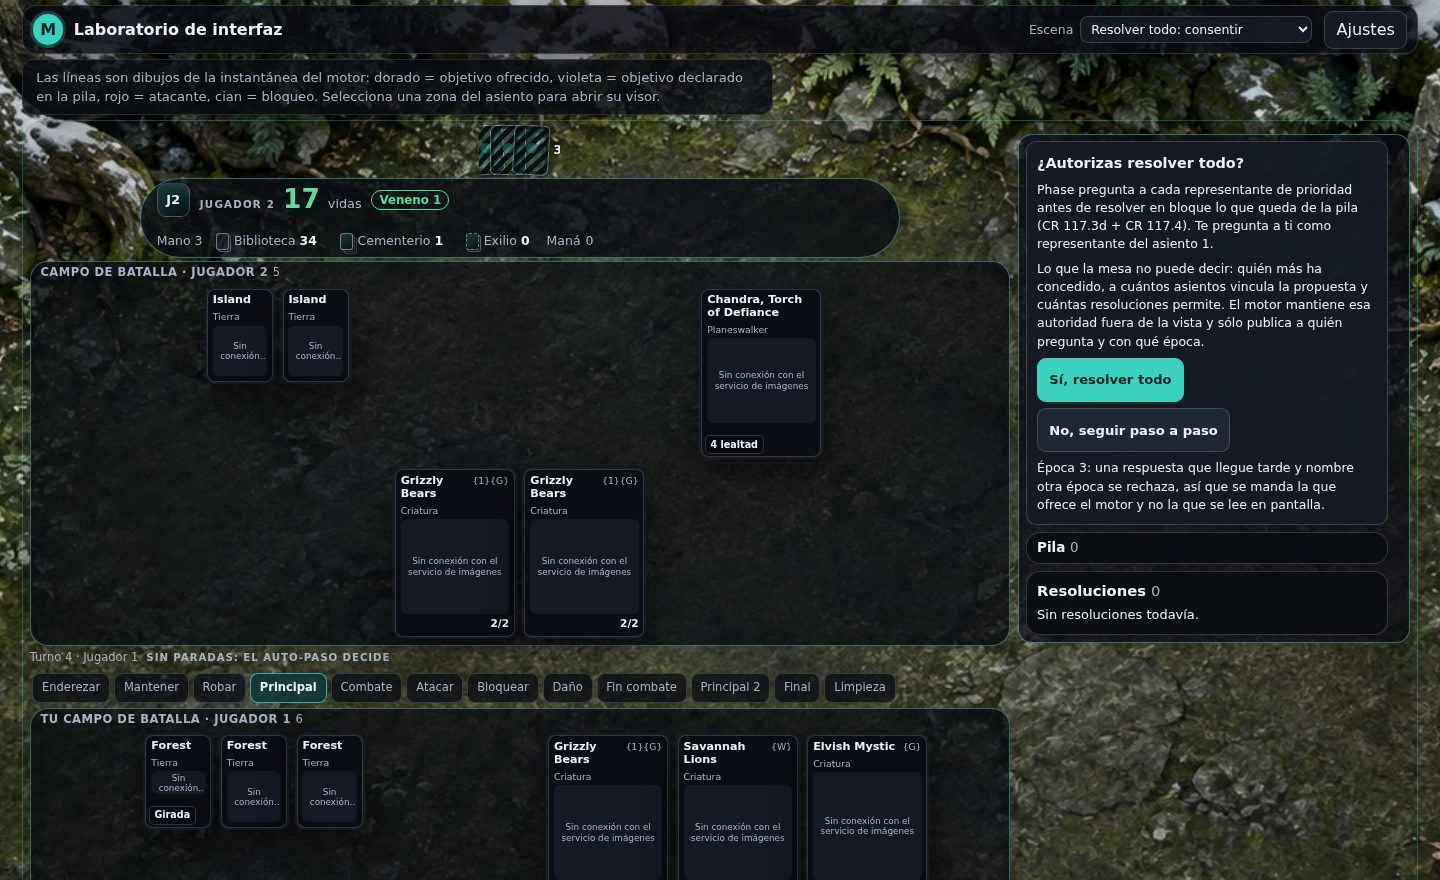 M Laboratorio de interfaz
Escena Resolver todo: consentir Ajustes
Las líneas son dibujos de la instantánea del motor: dorado = objetivo ofrecido, violeta = objetivo declarado
en la pila, rojo = atacante, cian = bloqueo. Selecciona una zona del asiento para abrir su visor.
3
J2 JUGADOR 2 17 vidas Veneno 1
Mano 3 Biblioteca 34 Cementerio 1 Exilio 0 Maná 0
CAMPO DE BATALLA · JUGADOR 2 5
Island
Tierra
Sin
conexión..
Island
Tierra
Sin
conexión..
Chandra, Torch
of Defiance
Planeswalker
Sin conexión con el
servicio de imágenes
4 lealtad
Grizzly
Bears
{1}{G}
Criatura
Sin conexión con el
servicio de imágenes
2/2
Grizzly
Bears
{1}{G}
Criatura
Sin conexión con el
servicio de imágenes
2/2
¿Autorizas resolver todo?
Phase pregunta a cada representante de prioridad
antes de resolver en bloque lo que queda de la pila
(CR 117.3d + CR 117.4). Te pregunta a ti como
representante del asiento 1.
Lo que la mesa no puede decir: quién más ha
concedido, a cuántos asientos vincula la propuesta y
cuántas resoluciones permite. El motor mantiene esa
autoridad fuera de la vista y sólo publica a quién
pregunta y con qué época.
Sí, resolver todo
No, seguir paso a paso
Época 3: una respuesta que llegue tarde y nombre
otra época se rechaza, así que se manda la que
ofrece el motor y no la que se lee en pantalla.
Pila 0
Resoluciones 0
Sin resoluciones todavía.
Turno 4 · Jugador 1 SIN PARADAS: EL AUTO-PASO DECIDE
Enderezar Mantener Robar Principal Combate Atacar Bloquear Daño Fin combate Principal 2 Final Limpieza
TU CAMPO DE BATALLA · JUGADOR 1 6
Forest
Tierra
Sin
conexión..
Girada
Forest
Tierra
Sin
conexión..
Forest
Tierra
Sin
conexión..
Grizzly
Bears
{1}{G}
Criatura
Sin conexión con el
servicio de imágenes
Savannah
Lions
{W}
Criatura
Sin conexión con el
servicio de imágenes
Elvish Mystic {G}
Criatura
Sin conexión con el
servicio de imágenes